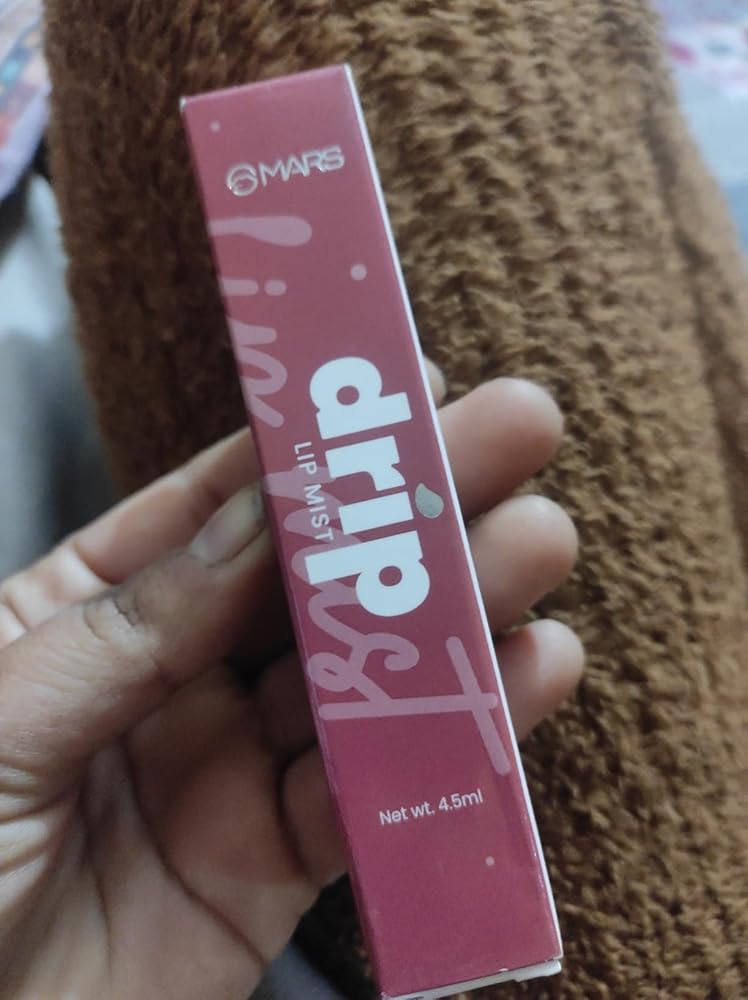 MARS
drip
LIP MIST
lip mist
Net wt. 4.5ml